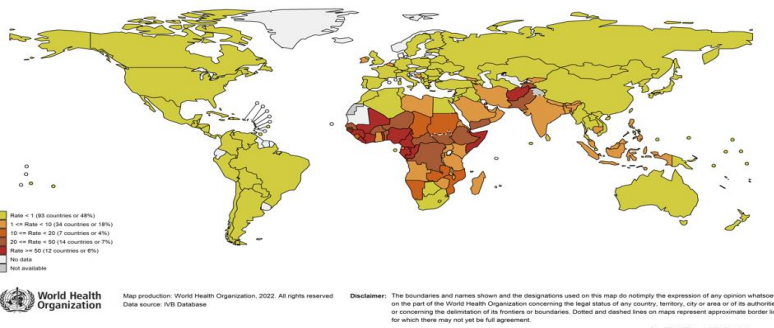 Rate < 1 (93 countries or 48%)
1 <= Rate < 10 (34 countries or 18%)
10 <= Rate < 20 (7 countries or 4%)
20 <= Rate < 50 (14 countries or 7%)
Rate >= 50 (12 countries or 6%)
No data
Not available
World Health
Organization
Map production: World Health Organization, 2022. All rights reserved
Data source: IVB Database
Disclaimer: The boundaries and names shown and the designations used on this map do notimply the expression of any opinion whatsoev
on the part of the World Health Organization concerning the legal status of any country, territory, city or area or of its authoritie
or concerning the delimitation of its frontiers or boundaries. Dotted and dashed lines on maps represent approximate border lin
for which there may not yet be full agreement.